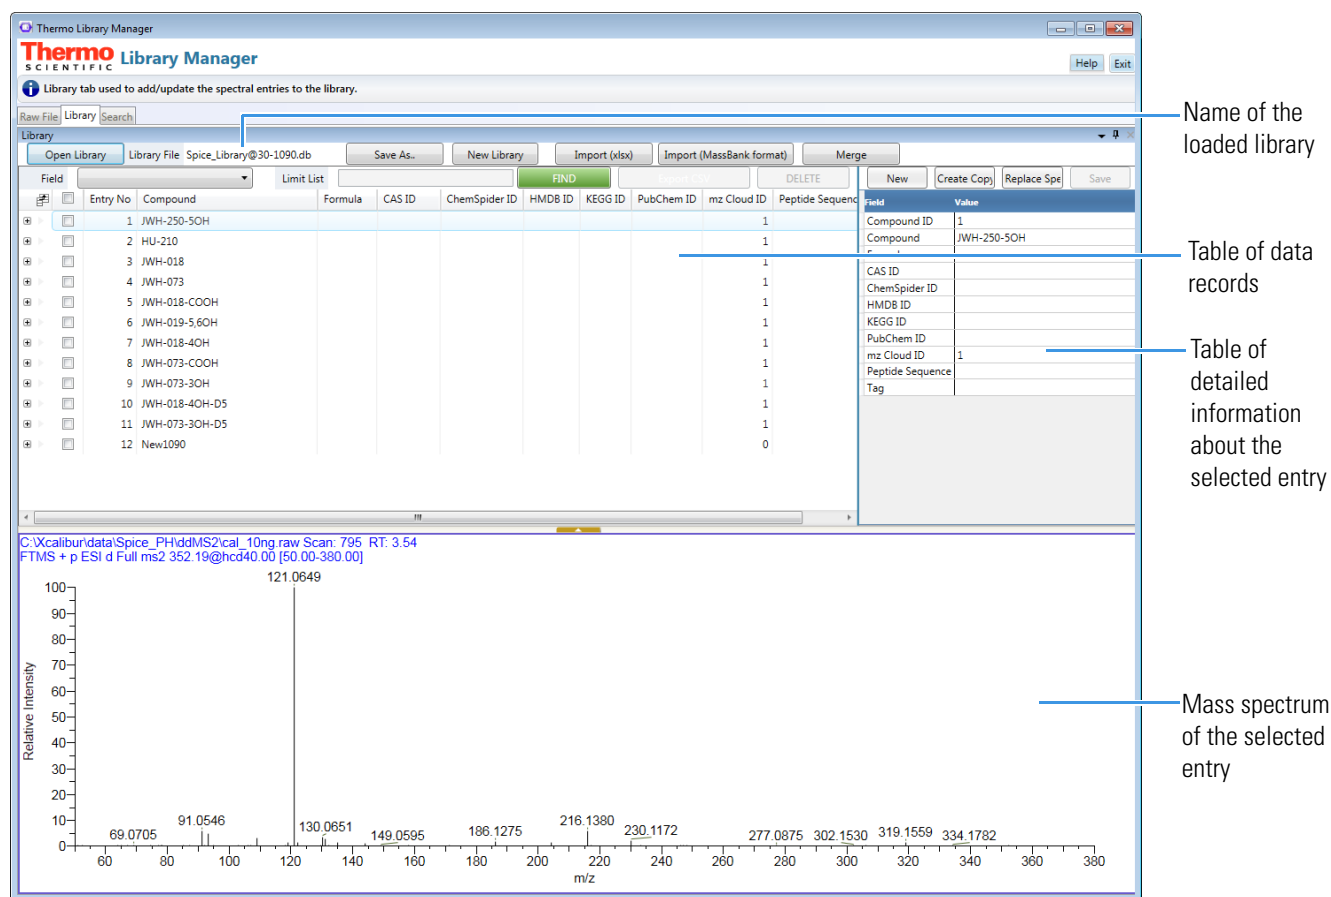 Thermo Library Manager
Thermo
SCIENTIFIC
Library Manager
Help Exit
Library tab used to add/update the spectral entries to the library.
Raw File Library Search
Library
Open Library Library File Spice_Library@30-1090.db Save As.. New Library Import (xlsx) Import (MassBank format) Merge
Field Limit List FIND Export CSV DELETE New Create Copy Replace Spe Save
Entry No Compound Formula CAS ID ChemSpider ID HMDB ID KEGG ID PubChem ID mz Cloud ID Peptide Sequenc
1 JWH-250-5OH 1
2 HU-210 1
3 JWH-018 1
4 JWH-073 1
5 JWH-018-COOH 1
6 JWH-019-5,6OH 1
7 JWH-018-4OH 1
8 JWH-073-COOH 1
9 JWH-073-3OH 1
10 JWH-018-4OH-D5 1
11 JWH-073-3OH-D5 1
12 New1090 0
Field Value
Compound ID 1
Compound JWH-250-5OH
CAS ID
ChemSpider ID
HMDB ID
KEGG ID
PubChem ID
mz Cloud ID 1
Peptide Sequence
Tag
C:\Xcalibur\data\Spice_PH\ddMS2\cal_10ng.raw Scan: 795 RT: 3.54
FTMS + p ESI d Full ms2 352.19@hcd40.00 [50.00-380.00]
121.0649
100
90
80
70
60
50
40
30
20
10
0
Relative Intensity
69.0705 91.0546 130.0651 149.0595 186.1275 216.1380 230.1172 277.0875 302.1530 319.1559 334.1782
60 80 100 120 140 160 180 200 220 240 260 280 300 320 340 360 380
m/z
Name of the
loaded library
Table of data
records
Table of
detailed
information
about the
selected entry
Mass spectrum
of the selected
entry